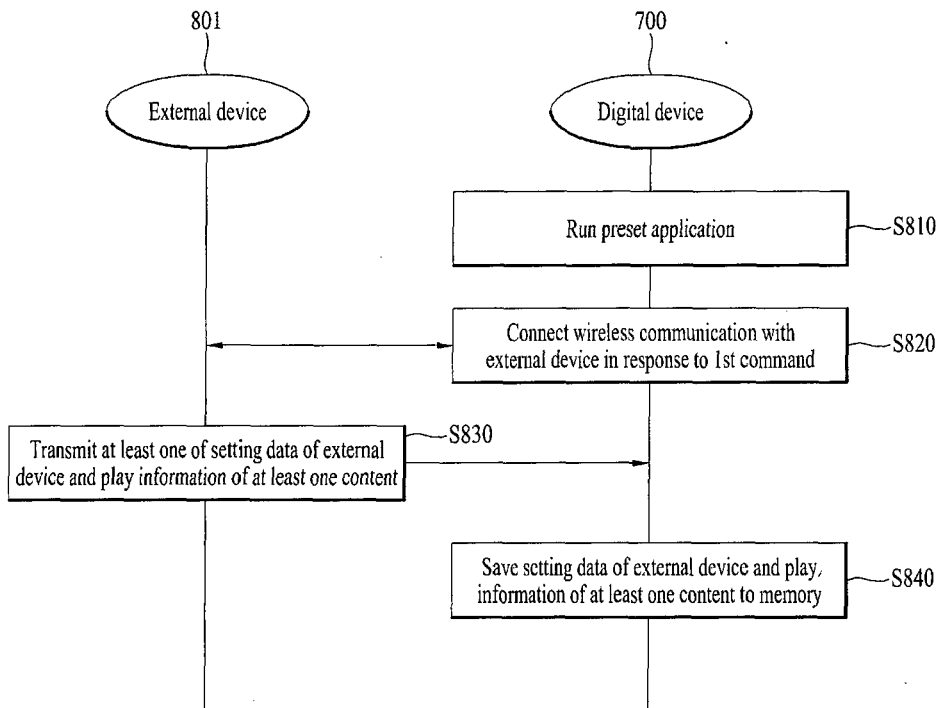 801
700
External device
Digital device
Run preset application
S810
Connect wireless communication with
external device in response to 1st command
S820
S830
Transmit at least one of setting data of external
device and play information of at least one content
Save setting data of external device and play,
information of at least one content to memory
S840